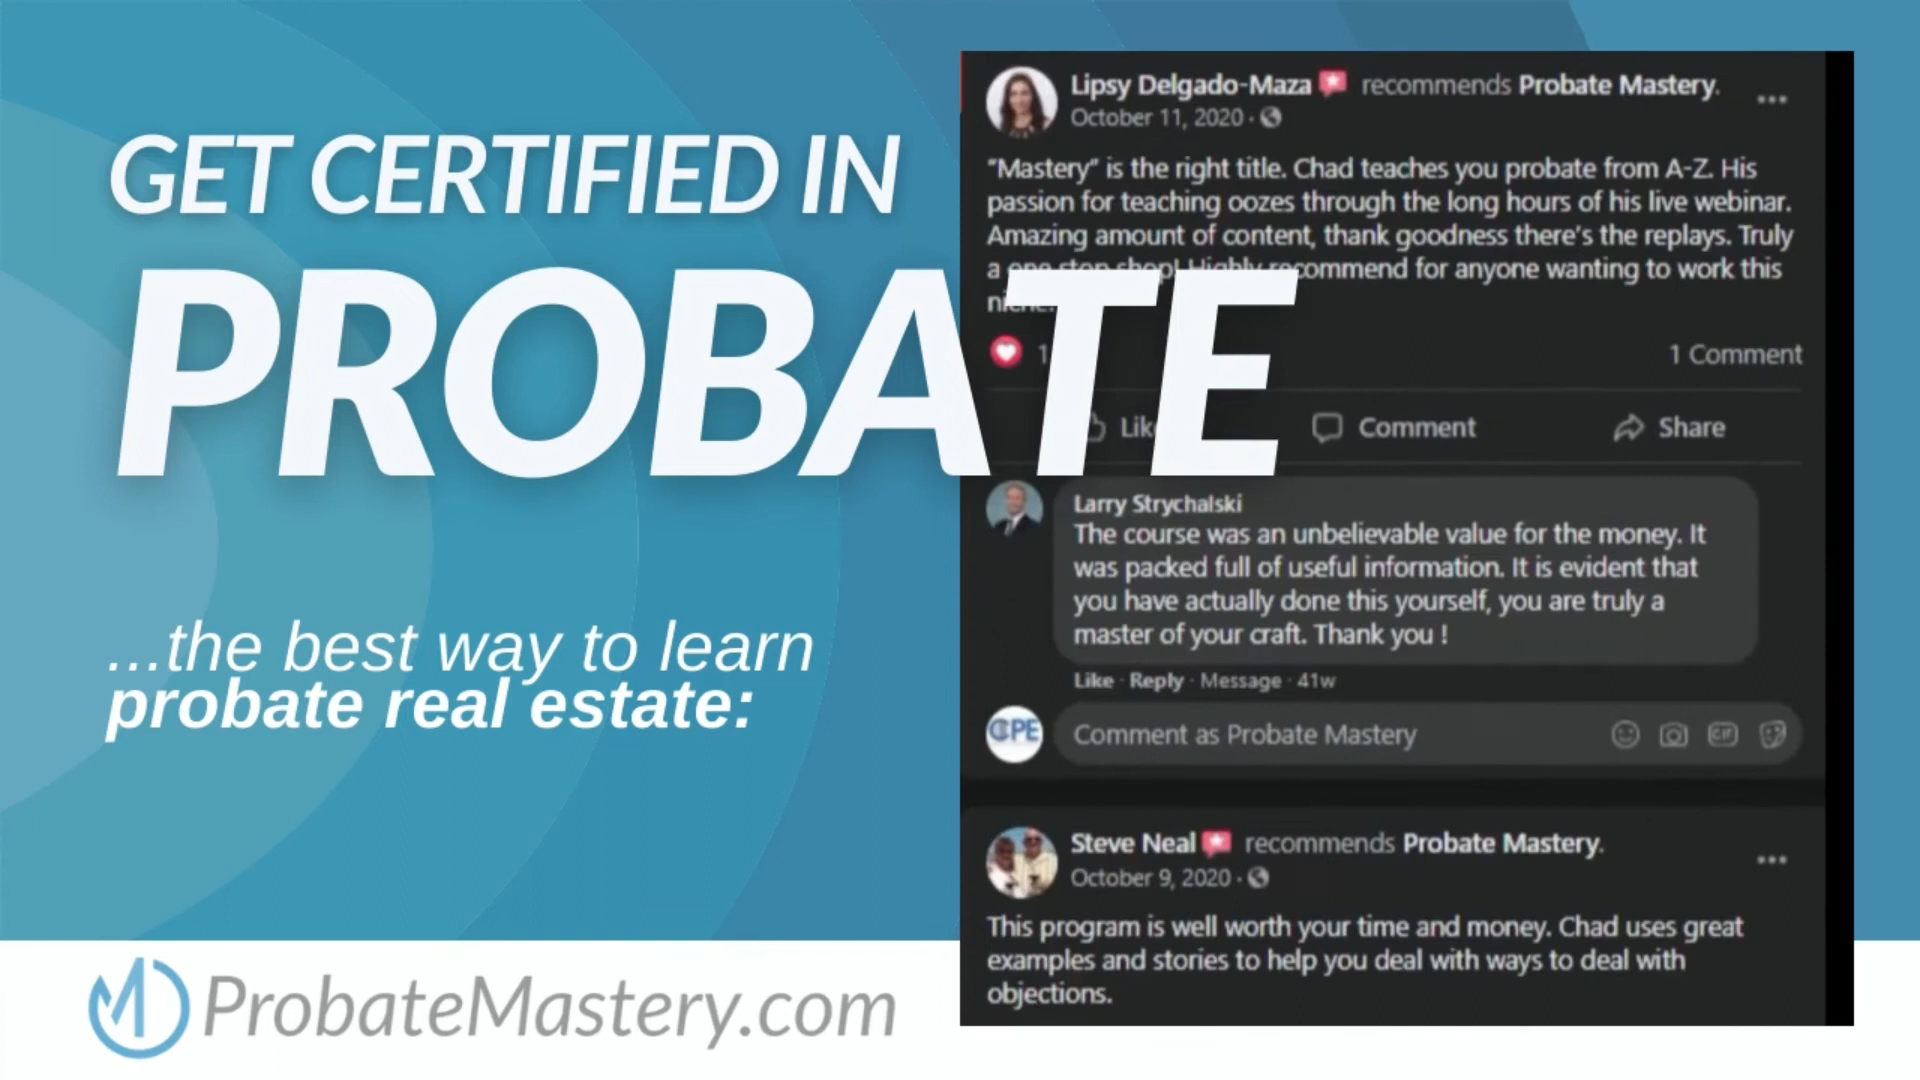 GET CERTIFIED IN
PROBATE
...the best way to learn
probate real estate:
ProbateMastery.com
Lipsy Delgado-Maza recommends Probate Mastery.
October 11, 2020 ·
“Mastery” is the right title. Chad teaches you probate from A-Z. His
passion for teaching oozes through the long hours of his live webinar.
Amazing amount of content, thank goodness there's the replays. Truly
a one stop shop! Highly recommend for anyone wanting to work this
1
1 Comment
Like
Comment
Share
Larry Strychalski
The course was an unbelievable value for the money. It
was packed full of useful information. It is evident that
you have actually done this yourself, you are truly a
master of your craft. Thank you !
Like · Reply · Message · 41w
CPE
Comment as Probate Mastery
GIF
Steve Neal recommends Probate Mastery.
October 9, 2020 ·
This program is well worth your time and money. Chad uses great
examples and stories to help you deal with ways to deal with
objections.